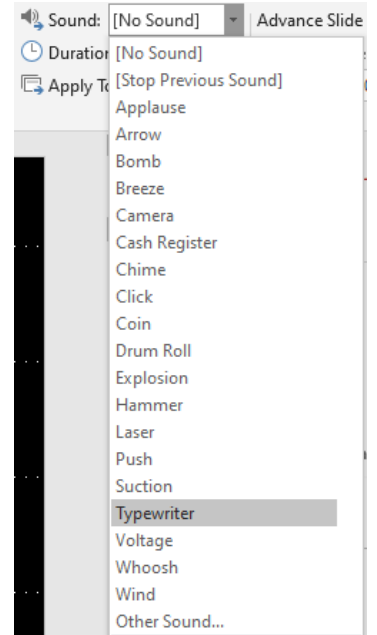 Sound: [No Sound] Advance Slide
Duration
[No Sound]
[Stop Previous Sound]
Apply To
Applause
Arrow
Bomb
Breeze
Camera
Cash Register
Chime
Click
Coin
Drum Roll
Explosion
Hammer
Laser
Push
Suction
Typewriter
Voltage
Whoosh
Wind
Other Sound...